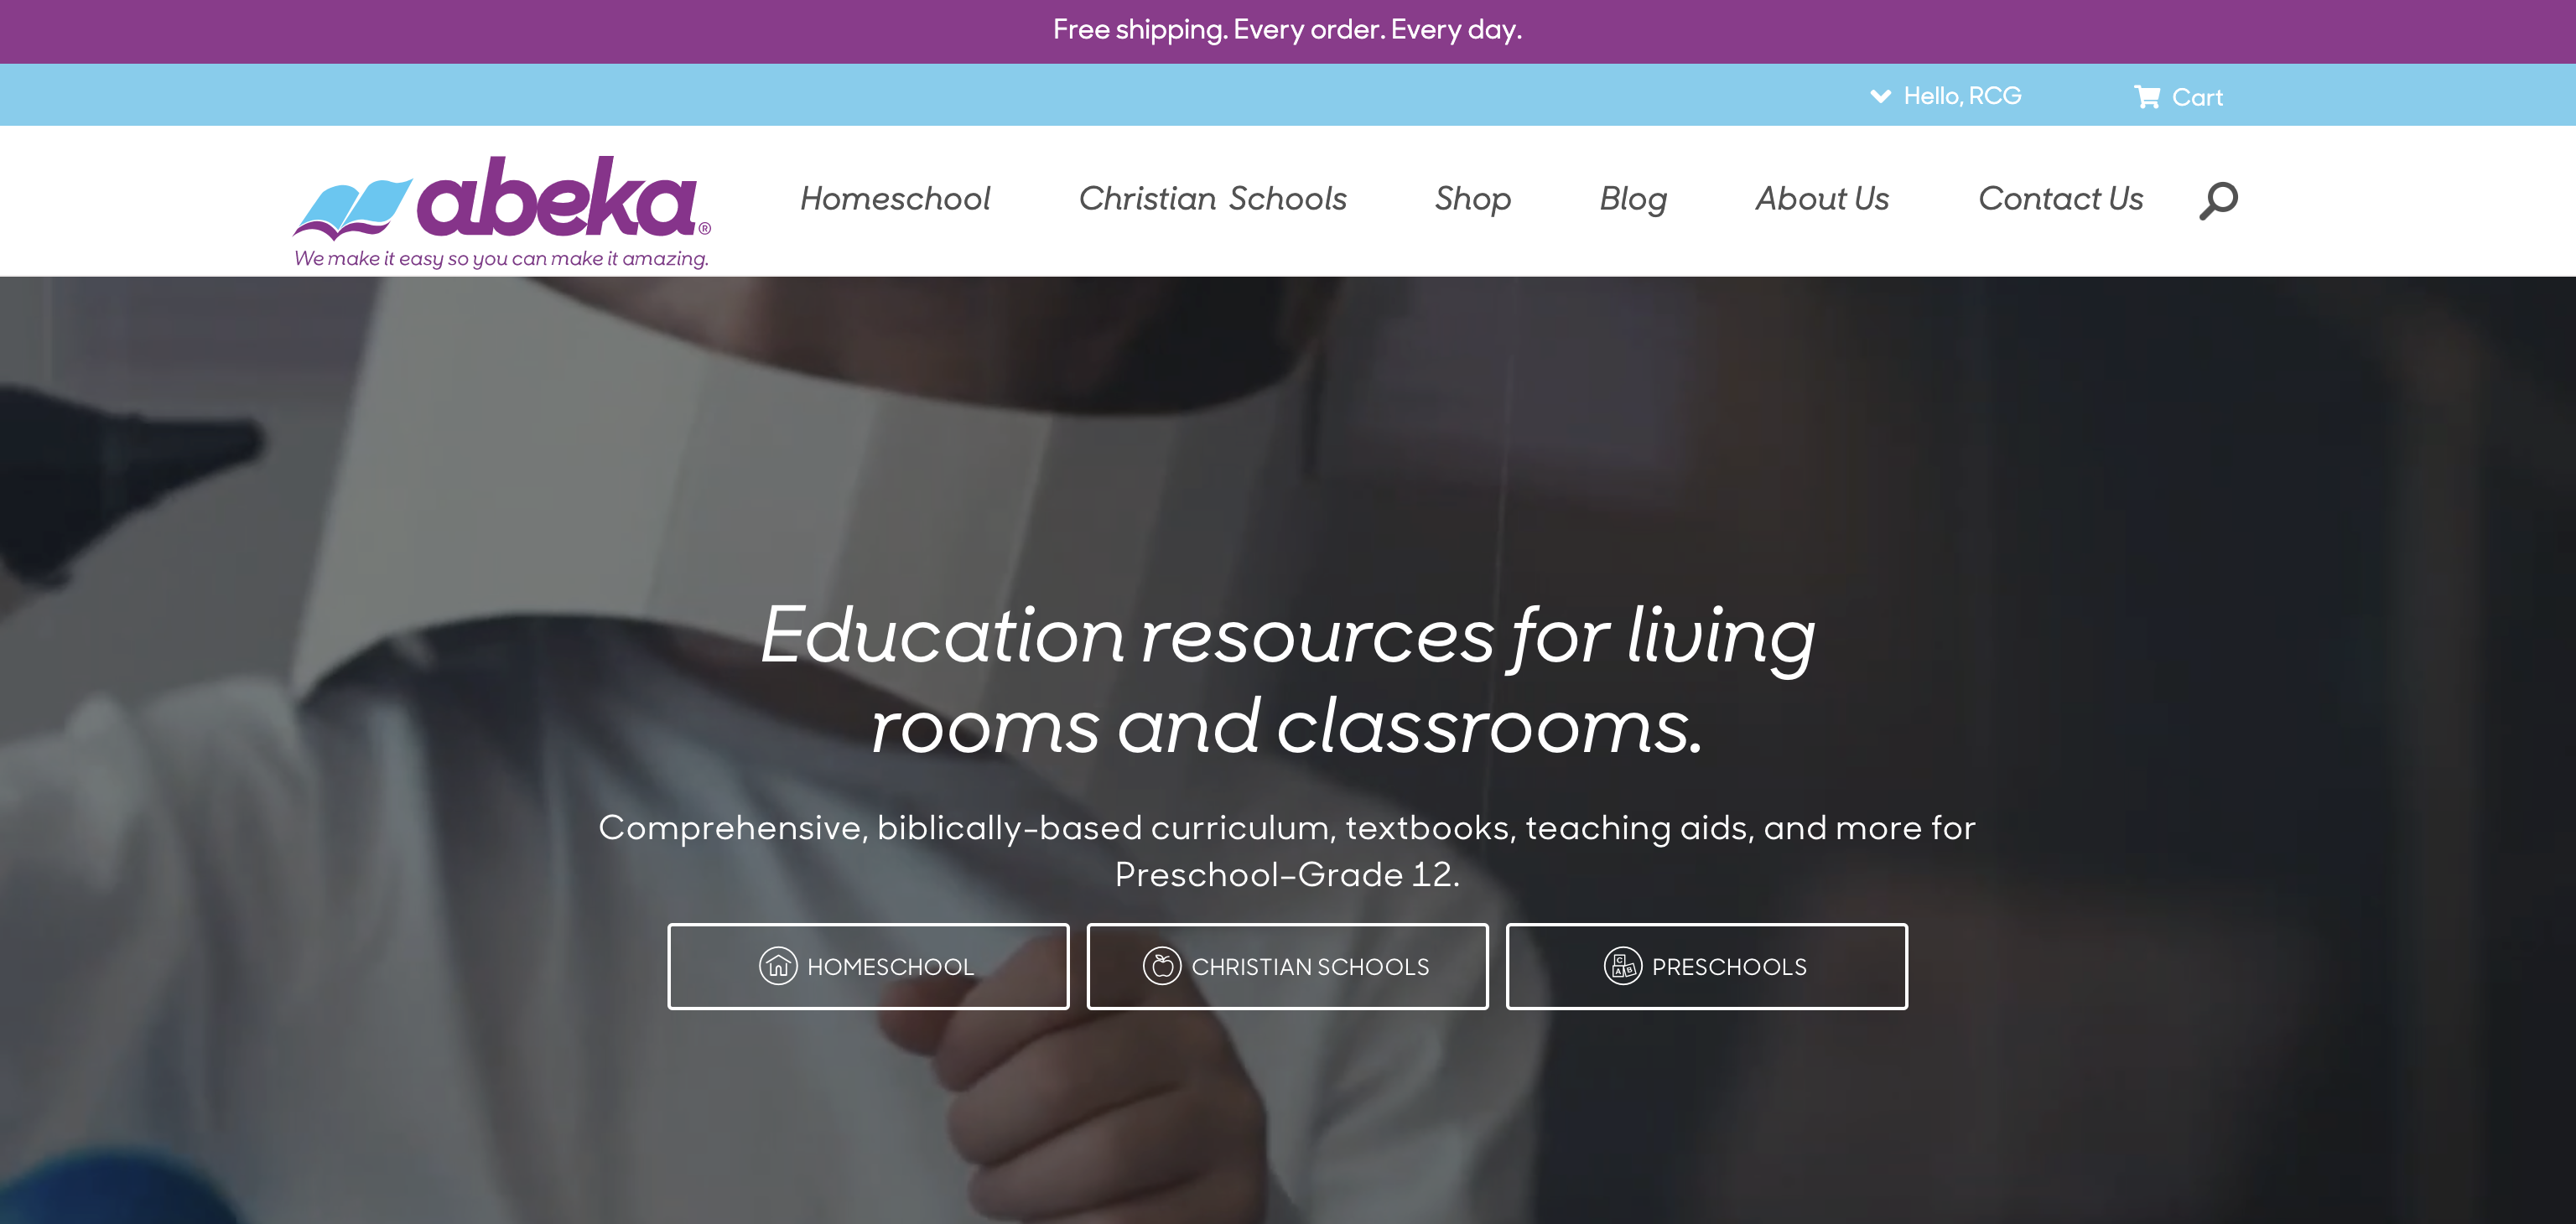 Free shipping. Every order. Every day.
Hello, RCG
Cart
abeka®
We make it easy so you can make it amazing.
Homeschool
Christian Schools
Shop
Blog
About Us
Contact Us
Education resources for living
rooms and classrooms.
Comprehensive, biblically-based curriculum, textbooks, teaching aids, and more for
Preschool–Grade 12.
HOMESCHOOL
CHRISTIAN SCHOOLS
C
A B
PRESCHOOLS